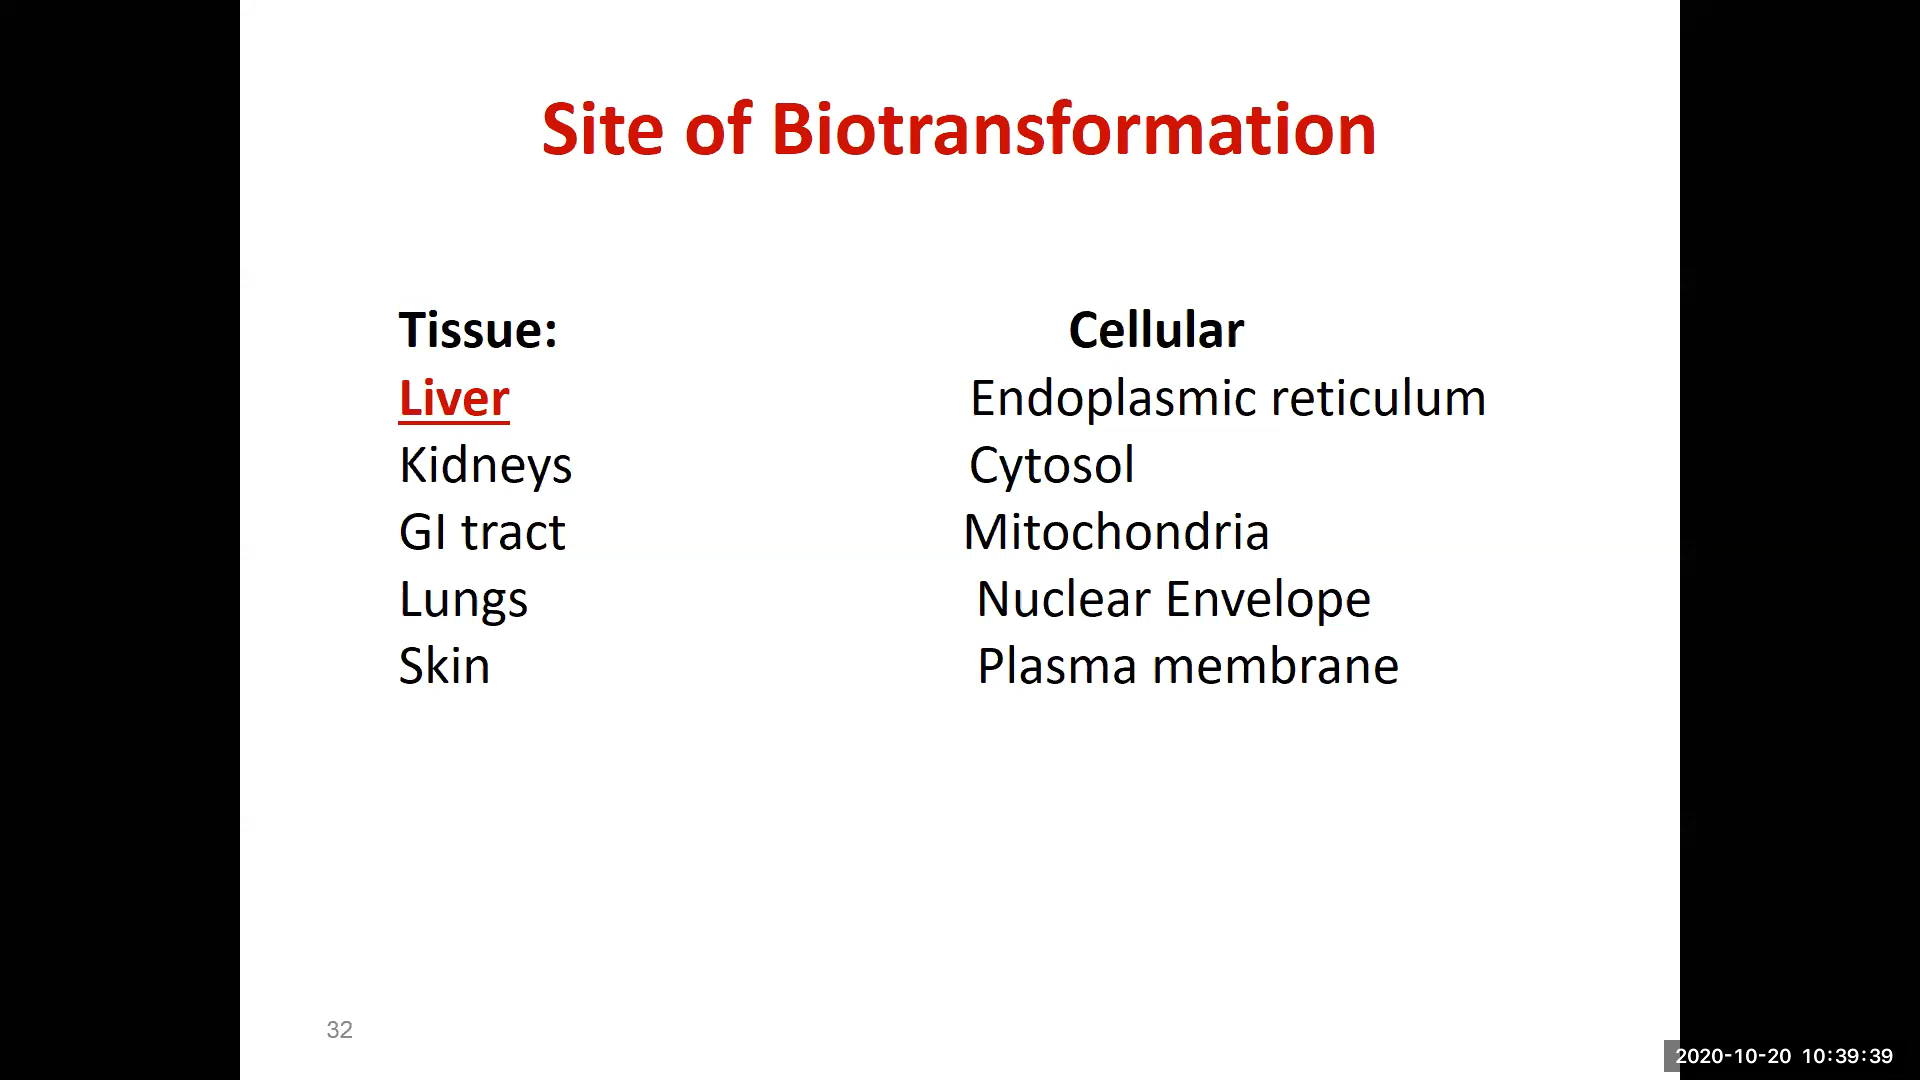 Site of Biotransformation
Tissue: Cellular
Liver Endoplasmic reticulum
Kidneys Cytosol
GI tract Mitochondria
Lungs Nuclear Envelope
Skin Plasma membrane
32
2020-10-20 10:39:39